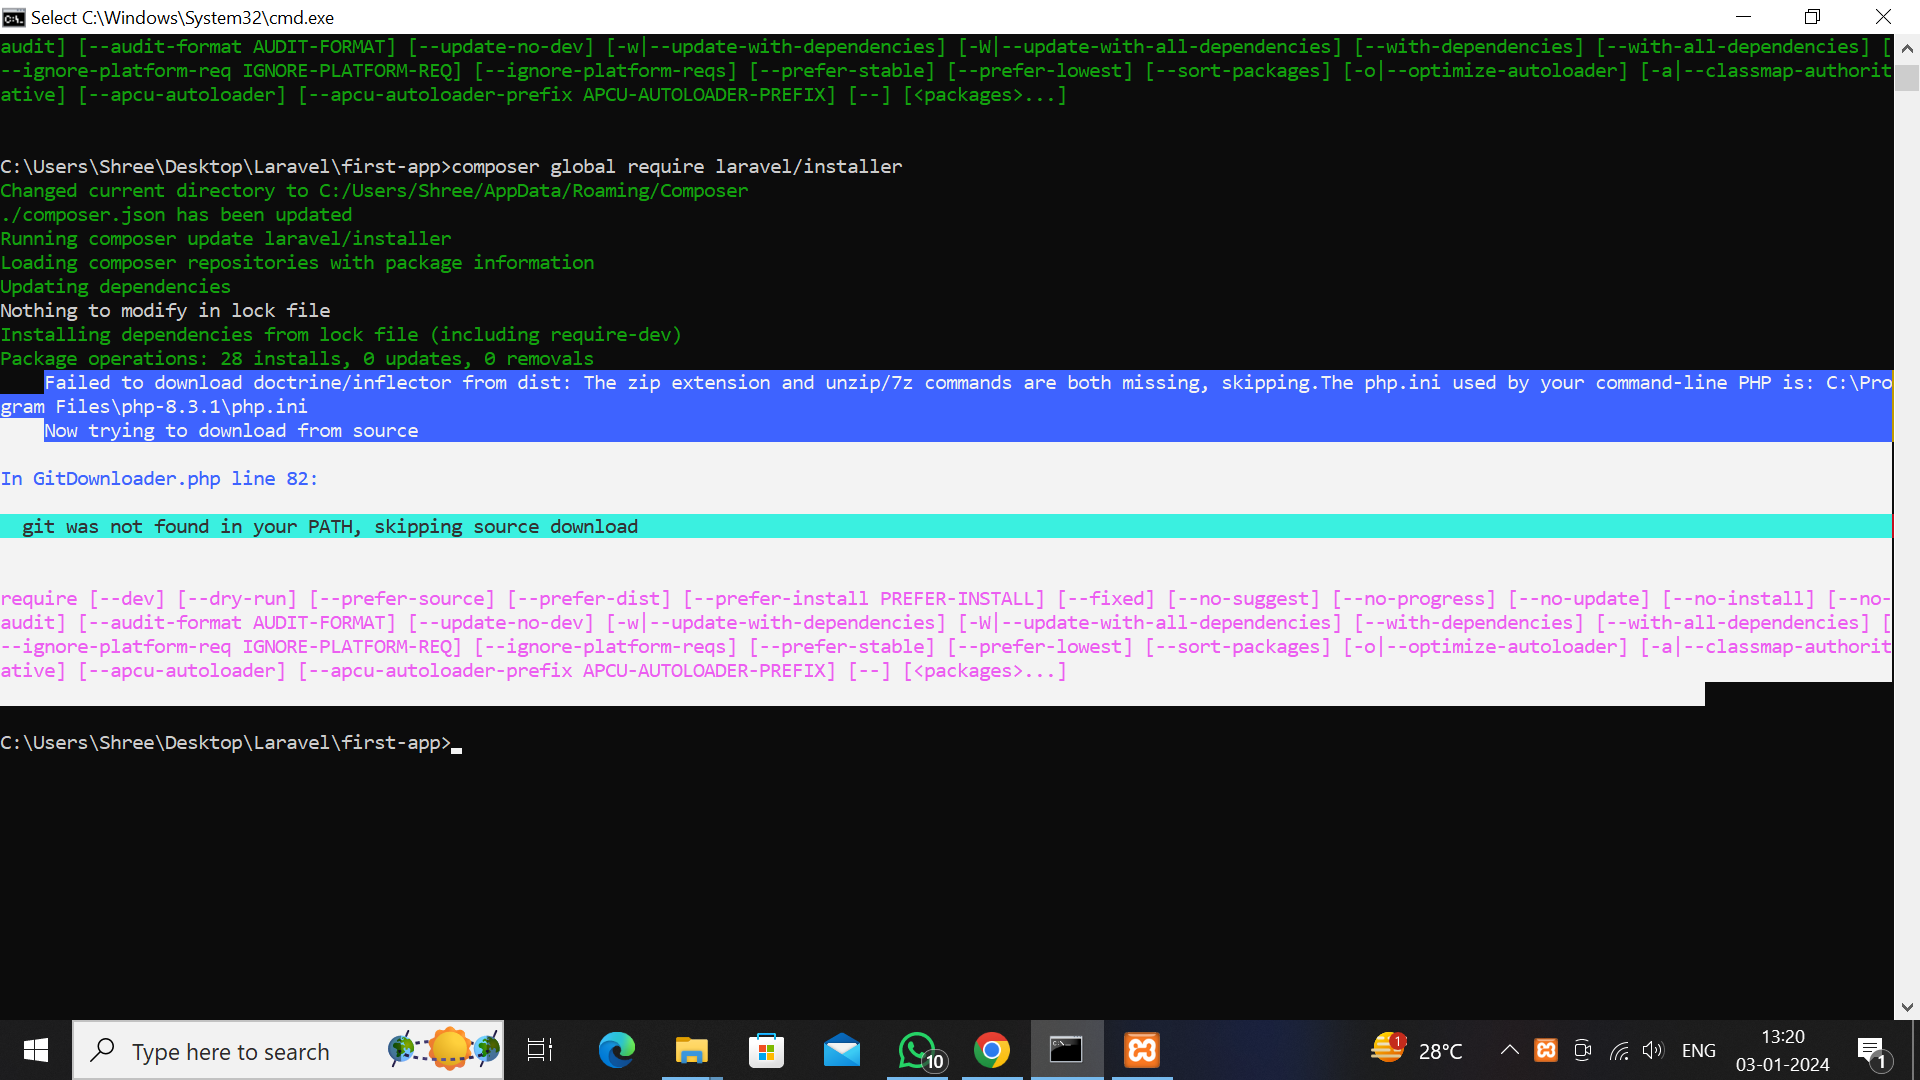 Select C:\Windows\System32\cmd.exe
audit] [--audit-format AUDIT-FORMAT] [--update-no-dev] [-w|--update-with-dependencies] [-W|--update-with-all-dependencies] [--with-dependencies] [--with-all-dependencies] [
--ignore-platform-req IGNORE-PLATFORM-REQ] [--ignore-platform-reqs] [--prefer-stable] [--prefer-lowest] [--sort-packages] [-o|--optimize-autoloader] [-a|--classmap-authorit
ative] [--apcu-autoloader] [--apcu-autoloader-prefix APCU-AUTOLOADER-PREFIX] [--] [<packages>...]
C:\Users\Shree\Desktop\Laravel\first-app>composer global require laravel/installer
Changed current directory to C:/Users/Shree/AppData/Roaming/Composer
./composer.json has been updated
Running composer update laravel/installer
Loading composer repositories with package information
Updating dependencies
Nothing to modify in lock file
Installing dependencies from lock file (including require-dev)
Package operations: 28 installs, 0 updates, 0 removals
Failed to download doctrine/inflector from dist: The zip extension and unzip/7z commands are both missing, skipping.The php.ini used by your command-line PHP is: C:\Pro
gram Files\php-8.3.1\php.ini
Now trying to download from source
In GitDownloader.php line 82:
git was not found in your PATH, skipping source download
require [--dev] [--dry-run] [--prefer-source] [--prefer-dist] [--prefer-install PREFER-INSTALL] [--fixed] [--no-suggest] [--no-progress] [--no-update] [--no-install] [--no-
audit] [--audit-format AUDIT-FORMAT] [--update-no-dev] [-w|--update-with-dependencies] [-W|--update-with-all-dependencies] [--with-dependencies] [--with-all-dependencies] [
--ignore-platform-req IGNORE-PLATFORM-REQ] [--ignore-platform-reqs] [--prefer-stable] [--prefer-lowest] [--sort-packages] [-o|--optimize-autoloader] [-a|--classmap-authorit
ative] [--apcu-autoloader] [--apcu-autoloader-prefix APCU-AUTOLOADER-PREFIX] [--] [<packages>...]
C:\Users\Shree\Desktop\Laravel\first-app>
Type here to search
10
1
28°C
ENG
13:20
03-01-2024
1